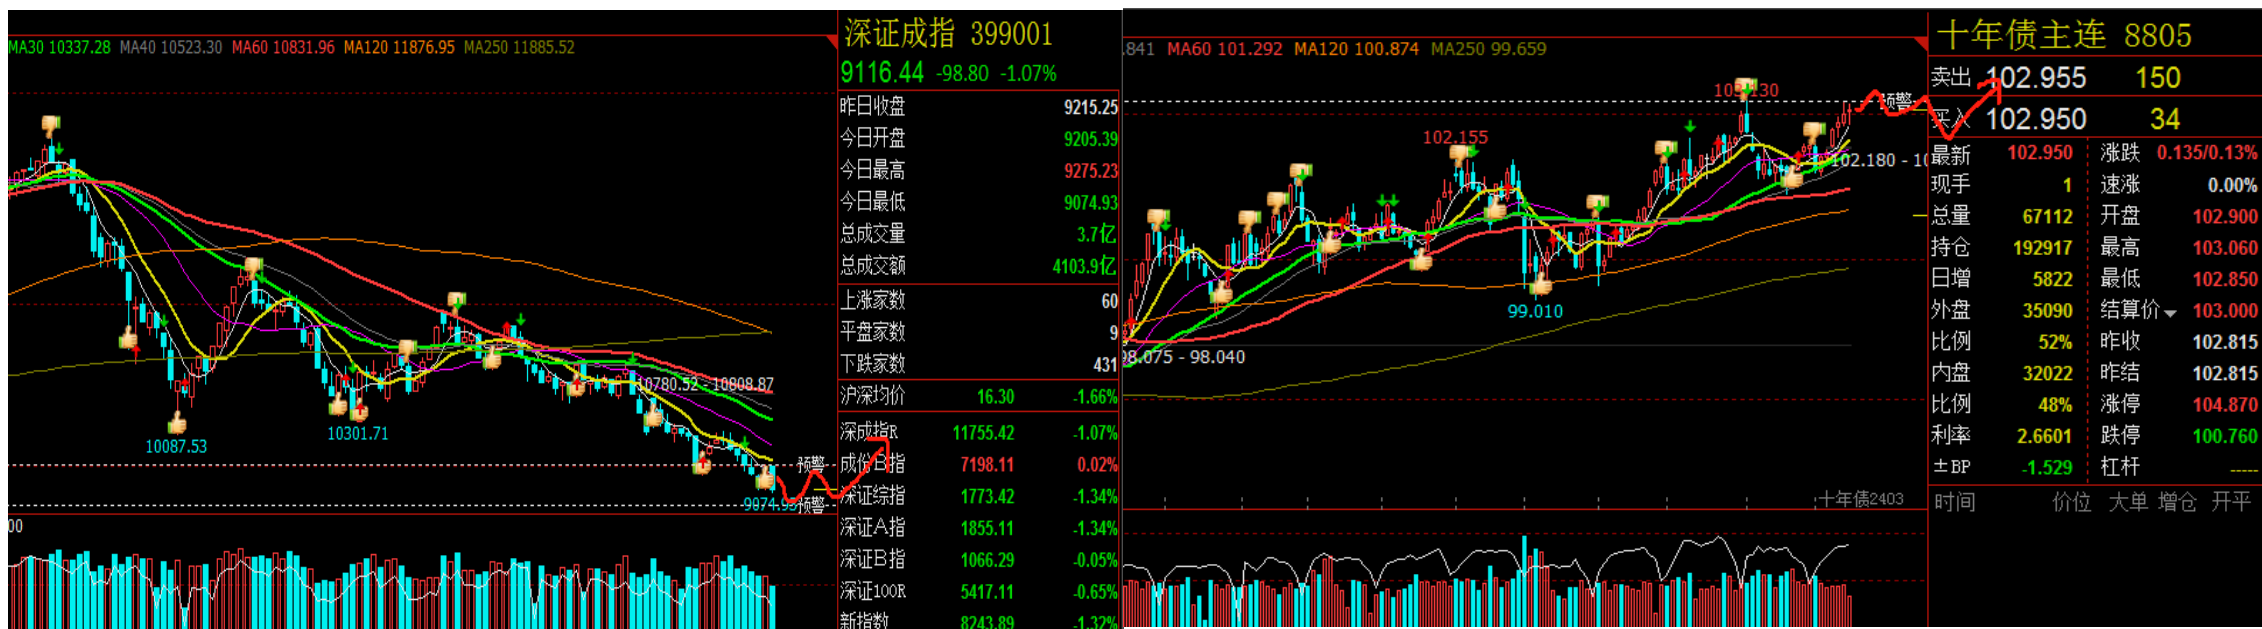 MA30 10337.28 MA40 10523.30 MA60 10831.96 MA120 11876.95 MA250 11885.52
10780.52 - 10808.87
10087.53
10301.71
预警
9074.93
预警
00
深证成指 399001
9116.44 -98.80 -1.07%
昨日收盘 9215.25
今日开盘 9205.39
今日最高 9275.23
今日最低 9074.93
总成交量 3.7亿
总成交额 4103.9亿
上涨家数 60
平盘家数 9
下跌家数 431
沪深均价 16.30 -1.66%
深成指R 11755.42 -1.07%
成份B指 7198.11 0.02%
深证综指 1773.42 -1.34%
深证A指 1855.11 -1.34%
深证B指 1066.29 -0.05%
深证100R 5417.11 -0.65%
新指数 8243.89 -1.32%
.841 MA60 101.292 MA120 100.874 MA250 99.659
预警
102.155
102.180 - 10
99.010
98.075 - 98.040
十年债2403
十年债主连 8805
卖出 102.955 150
买入 102.950 34
最新 102.950 涨跌 0.135/0.13%
现手 1 速涨 0.00%
总量 67112 开盘 102.900
持仓 192917 最高 103.060
日增 5822 最低 102.850
外盘 35090 结算价 103.000
比例 52% 昨收 102.815
内盘 32022 昨结 102.815
比例 48% 涨停 104.870
利率 2.6601 跌停 100.760
±BP -1.529 杠杆 -----
时间 价位 大单 增仓 开平